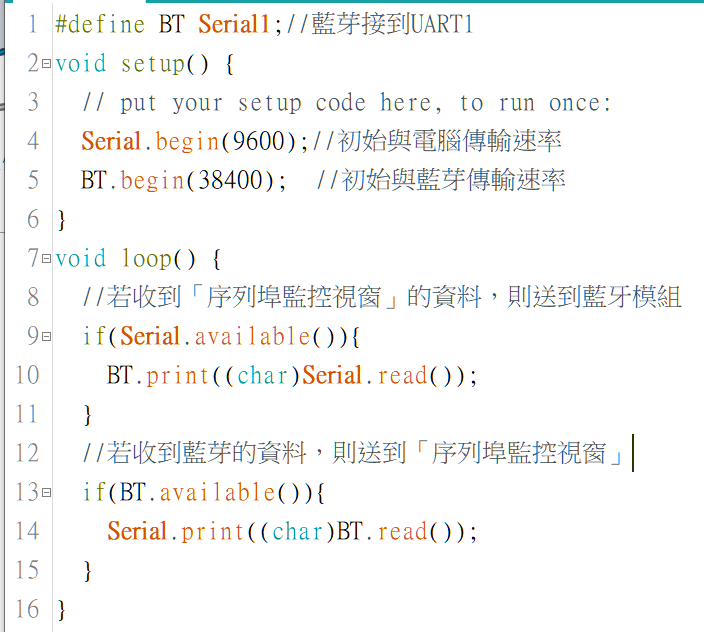 1 #define BT Serial1;//藍芽接到UART1
2 void setup() {
3   // put your setup code here, to run once:
4   Serial.begin(9600);//初始與電腦傳輸速率
5   BT.begin(38400);  //初始與藍芽傳輸速率
6 }
7 void loop() {
8   //若收到「序列埠監控視窗」的資料，則送到藍牙模組
9   if(Serial.available()){
10     BT.print((char)Serial.read());
11   }
12   //若收到藍芽的資料，則送到「序列埠監控視窗」
13   if(BT.available()){
14     Serial.print((char)BT.read());
15   }
16 }